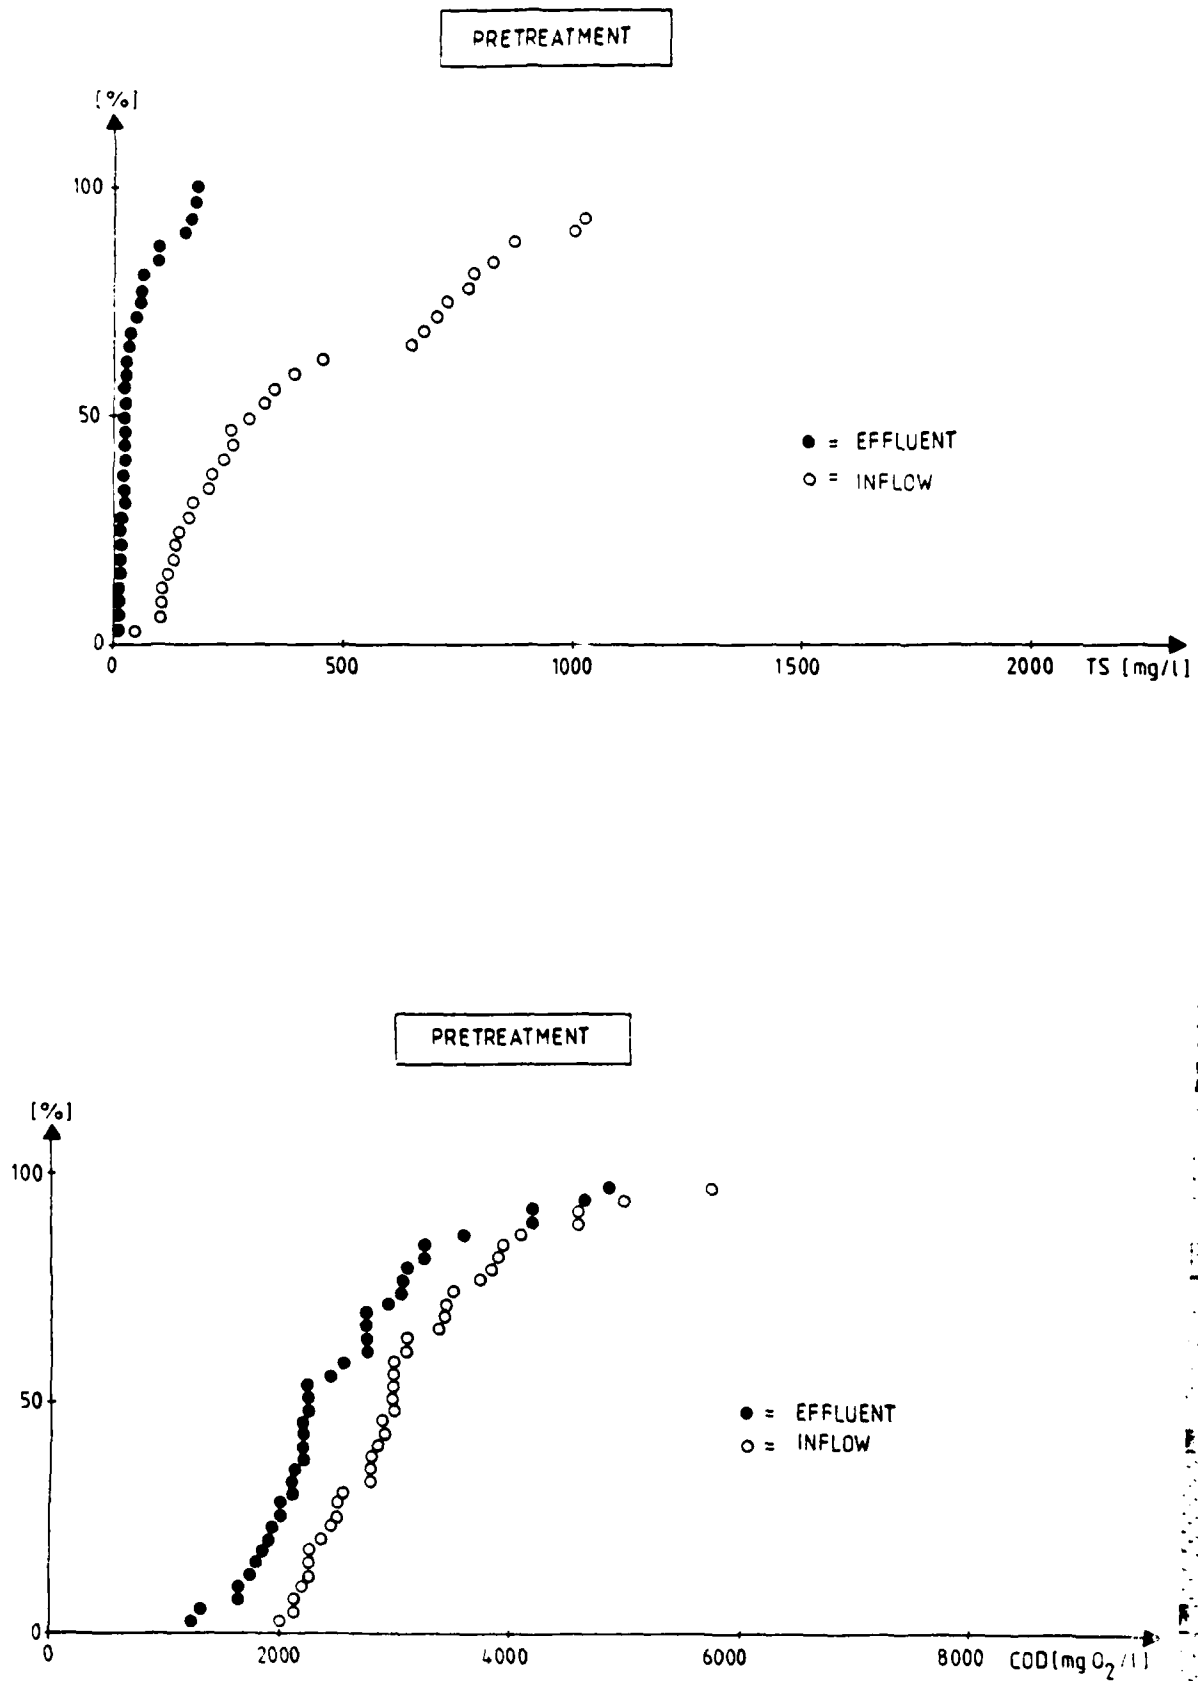 PRETREATMENT
[%]
100
50
● = EFFLUENT
○ = INFLOW
0
0 500 1000 1500 2000 TS [mg/l]
PRETREATMENT
[%]
100
50
● = EFFLUENT
○ = INFLOW
0
0 2000 4000 6000 8000 COD [mg O₂/l]